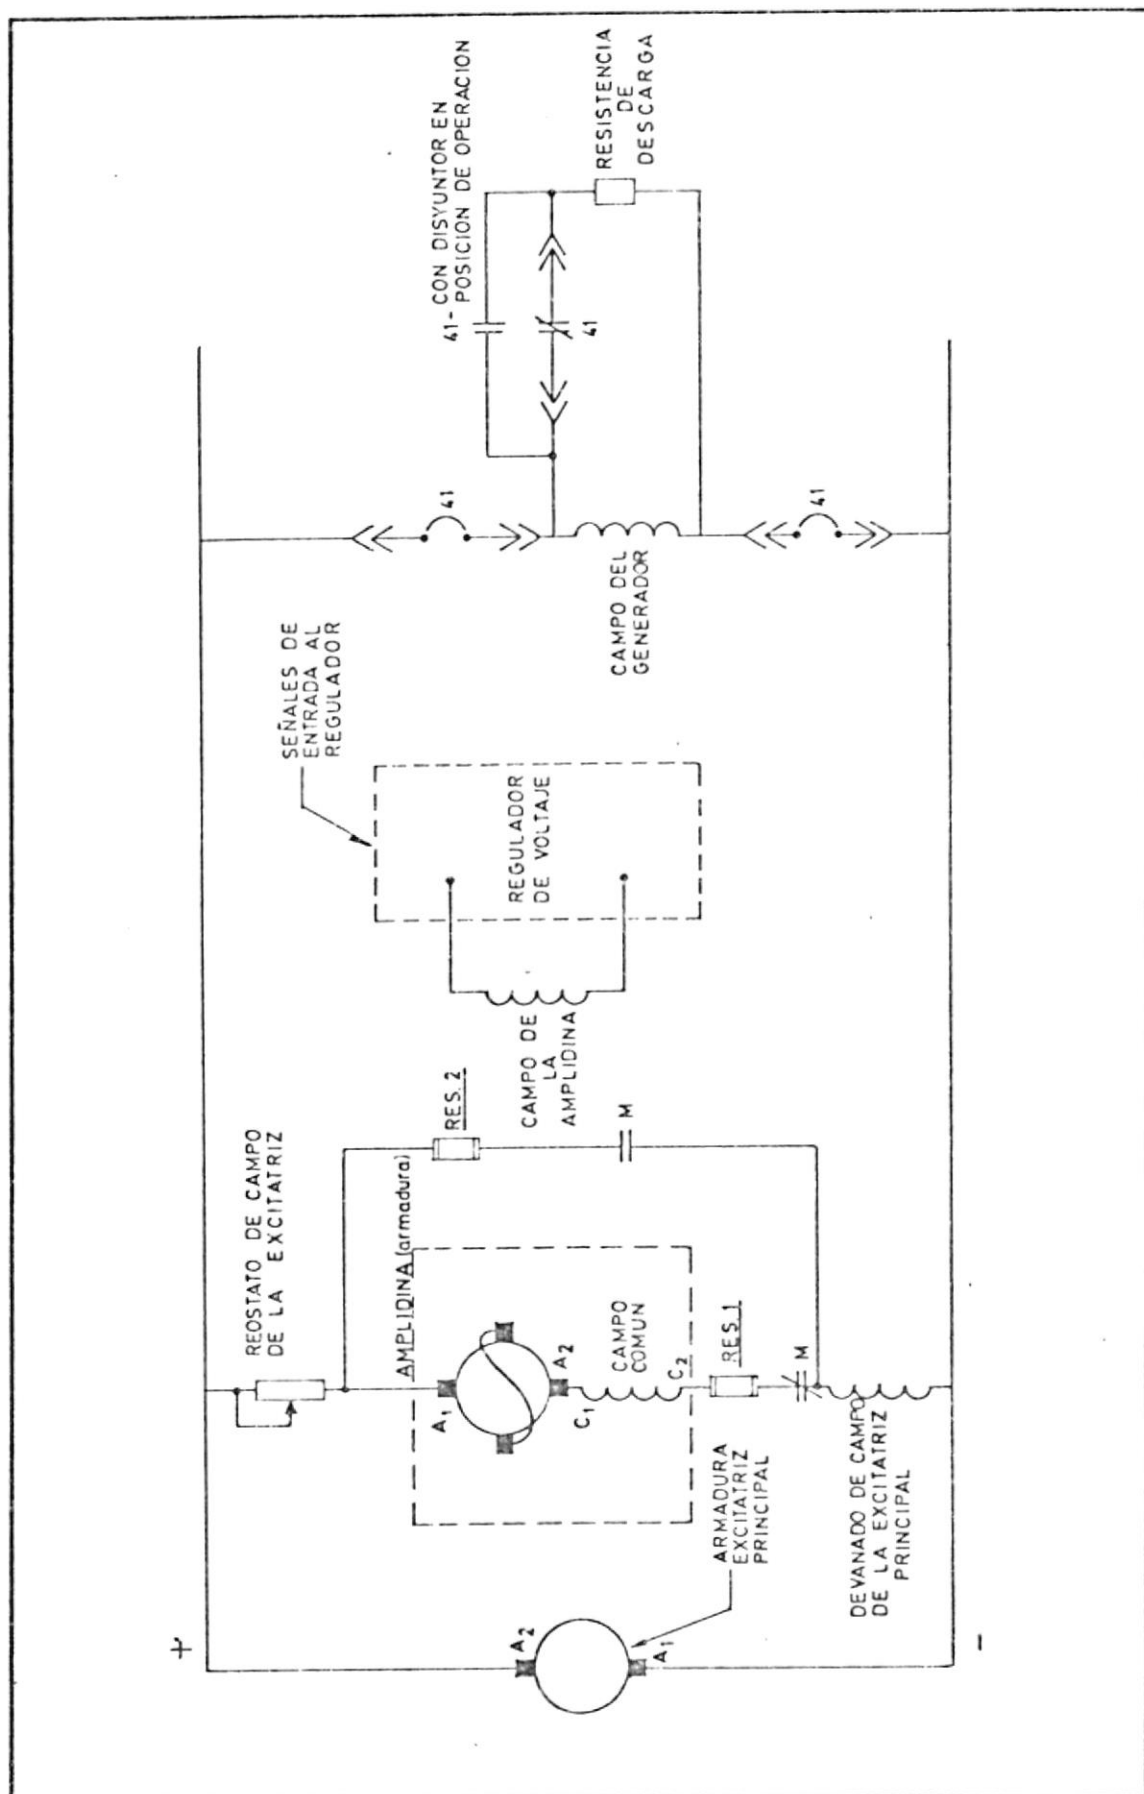 +
A2
ARMADURA
EXCITATRIZ
PRINCIPAL
A1
-
REOSTATO DE CAMPO
DE LA EXCITATRIZ
AMPLIDINA (armadura)
A1
A2
C1
CAMPO
COMUN
C2
RES.1
M
DEVANADO DE CAMPO
DE LA EXCITATRIZ
PRINCIPAL
RES.2
M
CAMPO DE
LA
AMPLIDINA
SEÑALES DE
ENTRADA AL
REGULADOR
REGULADOR
DE VOLTAJE
41
CAMPO DEL
GENERADOR
41
41- CON DISYUNTOR EN
POSICION DE OPERACION
41
RESISTENCIA
DE
DESCARGA